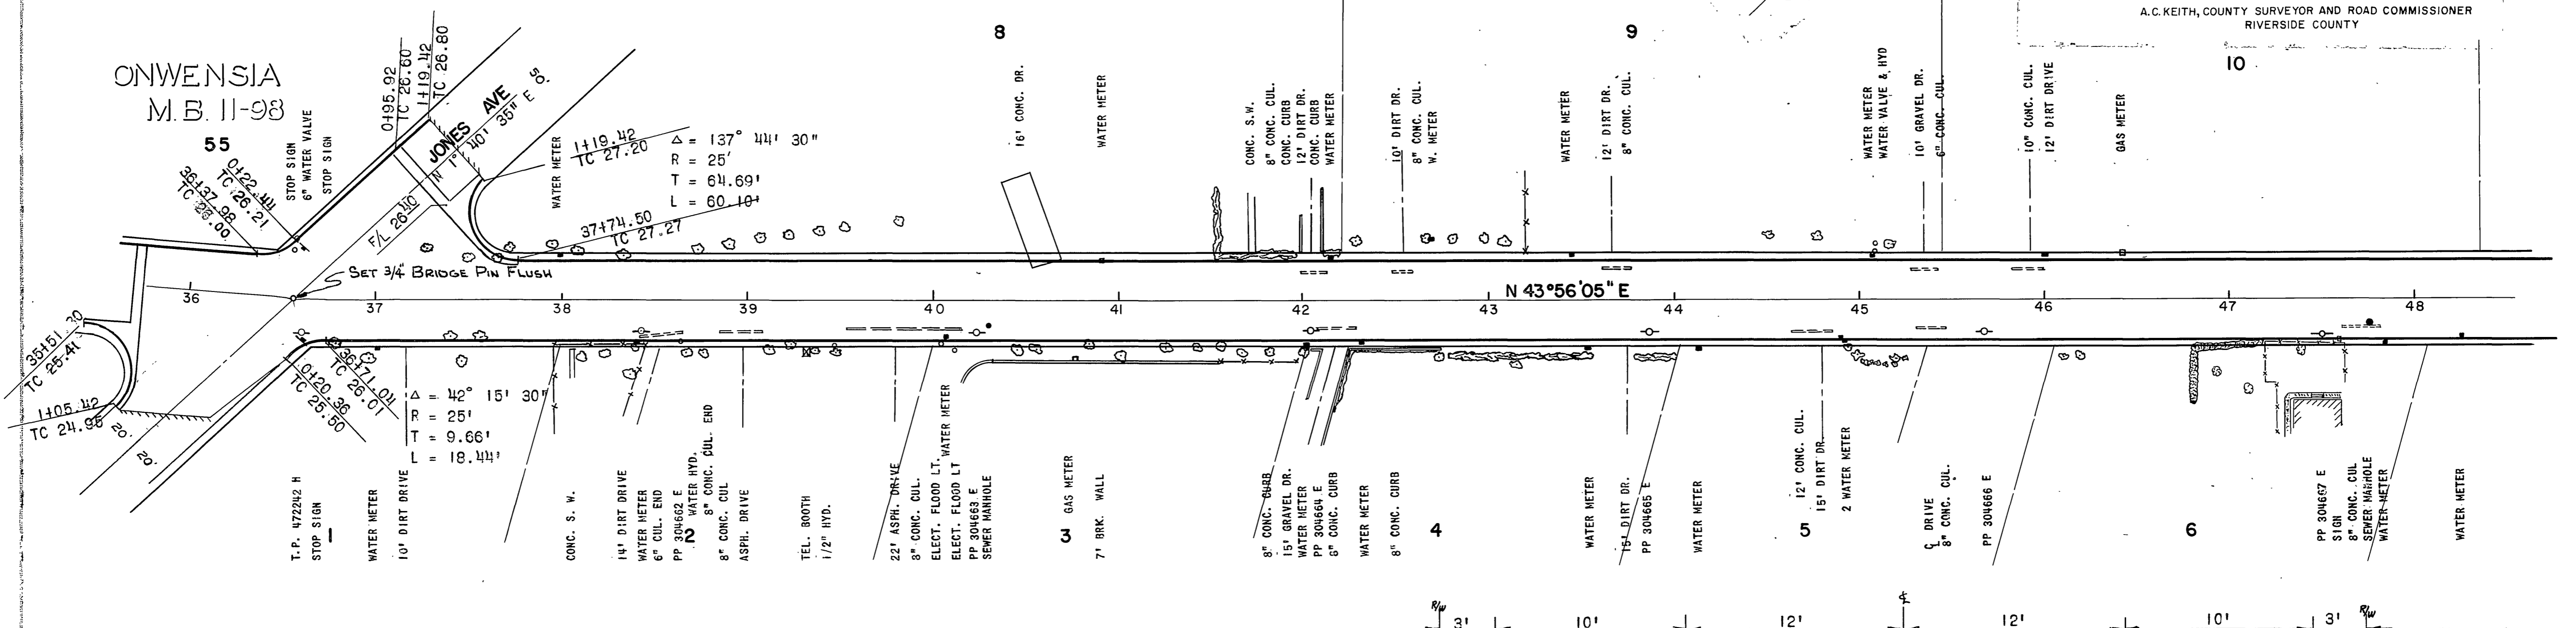 A.C. KEITH, COUNTY SURVEYOR AND ROAD COMMISSIONER
RIVERSIDE COUNTY
8
9
10
ONWENSIA
M.B. 11-98
55
STOP SIGN
6" WATER VALVE
STOP SIGN
0+22.44
TC 26.21
36+37.98
TC 26.00
0+95.92
TC 26.60
1+19.42
TC 26.80
50'
JONES AVE
N 1° 40' 35" E
F/L 26.40
WATER METER
1+19.42
TC 27.20
Δ = 137° 44' 30"
R = 25'
T = 64.69'
L = 60.10'
37+74.50
TC 27.27
16' CONC. DR.
WATER METER
CONC. S.W.
8" CONC. CUL.
CONC. CURB
12' DIRT DR.
CONC. CURB
WATER METER
10' DIRT DR.
8" CONC. CUL.
W. METER
WATER METER
12' DIRT DR.
8" CONC. CUL.
WATER METER
WATER VALVE & HYD
10' GRAVEL DR.
6" CONC. CUL.
10" CONC. CUL.
12' DIRT DRIVE
GAS METER
SET 3/4" BRIDGE PIN FLUSH
N 43°56'05" E
36
37
38
39
40
41
42
43
44
45
46
47
48
35+51.30
TC 25.41
1+05.42
TC 24.95
20'
20'
36+71.04
TC 26.01
0+20.36
TC 25.50
Δ = 42° 15' 30"
R = 25'
T = 9.66'
L = 18.44'
T.P. 472242 H
STOP SIGN
1
WATER METER
10' DIRT DRIVE
CONC. S. W.
14' DIRT DRIVE
WATER METER
6" CUL. END
PP 304662 E
2
WATER HYD.
8" CONC. CUL. END
8" CONC. CUL
ASPH. DRIVE
TEL. BOOTH
1/2" HYD.
22' ASPH. DRIVE
8" CONC. CUL.
ELECT. FLOOD LT.
WATER METER
ELECT. FLOOD LT
PP 304663 E
SEWER MANHOLE
3
GAS METER
7' BRK. WALL
8" CONC. CURB
15' GRAVEL DR.
WATER METER
PP 304664 E
6" CONC. CURB
WATER METER
8" CONC. CURB
4
WATER METER
15' DIRT DR.
PP 304665 E
WATER METER
5
12' CONC. CUL.
15' DIRT DR.
2 WATER METER
℄ DRIVE
8" CONC. CUL.
PP 304666 E
6
PP 304667 E
SIGN
8" CONC. CUL
SEWER MANHOLE
WATER METER
WATER METER
R/W
3'
10'
12'
℄
12'
10'
3'
R/W